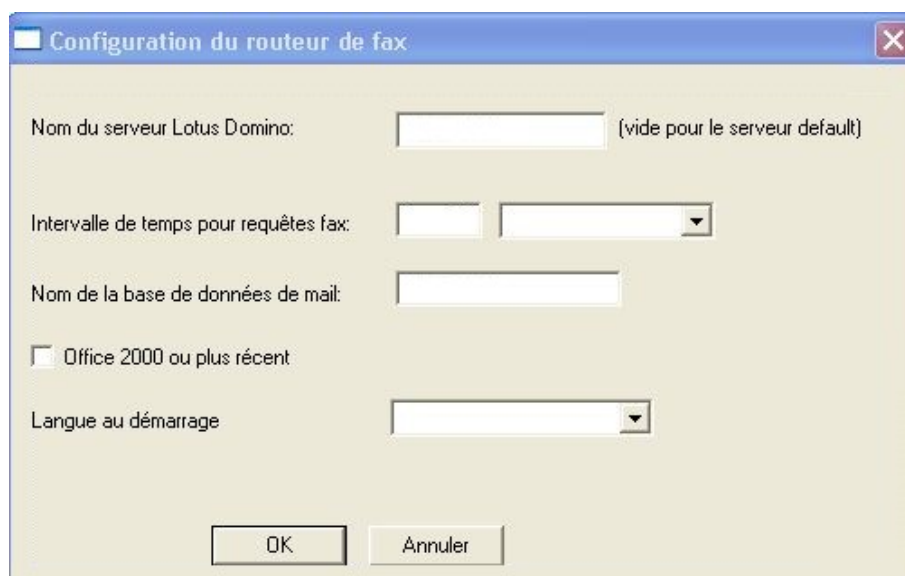 Configuration du routeur de fax
Nom du serveur Lotus Domino: (vide pour le serveur default)
Intervalle de temps pour requêtes fax:
Nom de la base de données de mail:
Office 2000 ou plus récent
Langue au démarrage
OK Annuler